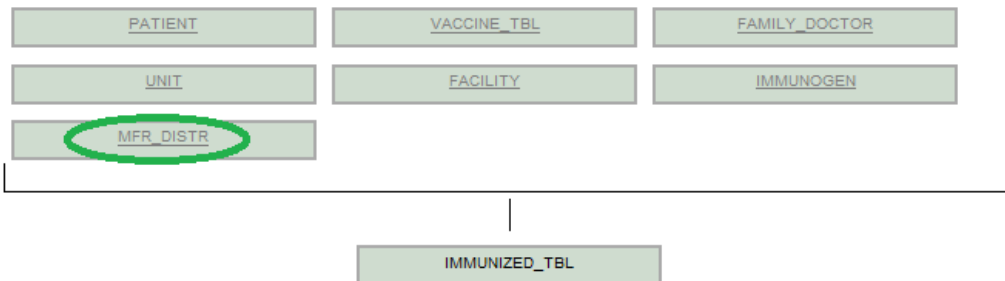 PATIENT
VACCINE_TBL
FAMILY_DOCTOR
UNIT
FACILITY
IMMUNOGEN
MFR_DISTR
IMMUNIZED_TBL